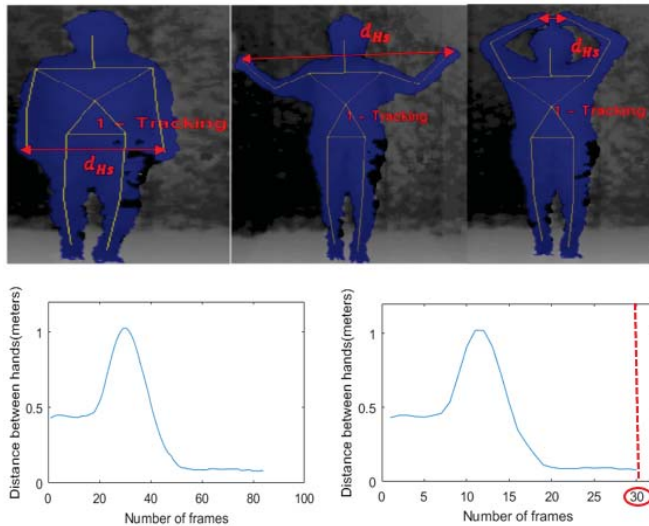 d_Hs
1 - Tracking
d_Hs
1 - Tracking
d_Hs
1 - Tracking
Distance between hands(meters)
1
0.5
0
0 20 40 60 80 100
Number of frames
Distance between hands(meters)
1
0.5
0
0 5 10 15 20 25 30
Number of frames